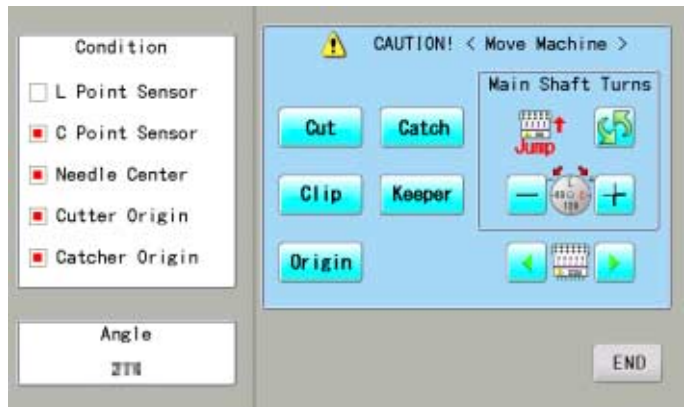 Condition
L Point Sensor
C Point Sensor
Needle Center
Cutter Origin
Catcher Origin
Angle
CAUTION! < Move Machine >
Main Shaft Turns
Cut
Catch
Jump
Clip
Keeper
L
C
Origin
END